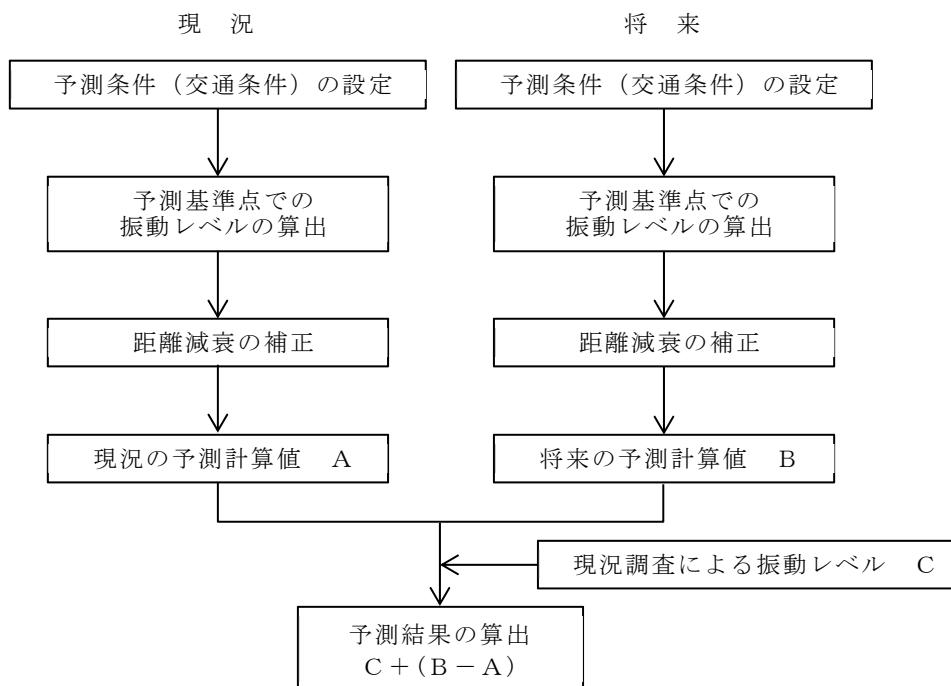 現　況
将　来
予測条件（交通条件）の設定
予測条件（交通条件）の設定
予測基準点での
振動レベルの算出
予測基準点での
振動レベルの算出
距離減衰の補正
距離減衰の補正
現況の予測計算値　A
将来の予測計算値　B
現況調査による振動レベル　C
予測結果の算出
C＋(B－A)